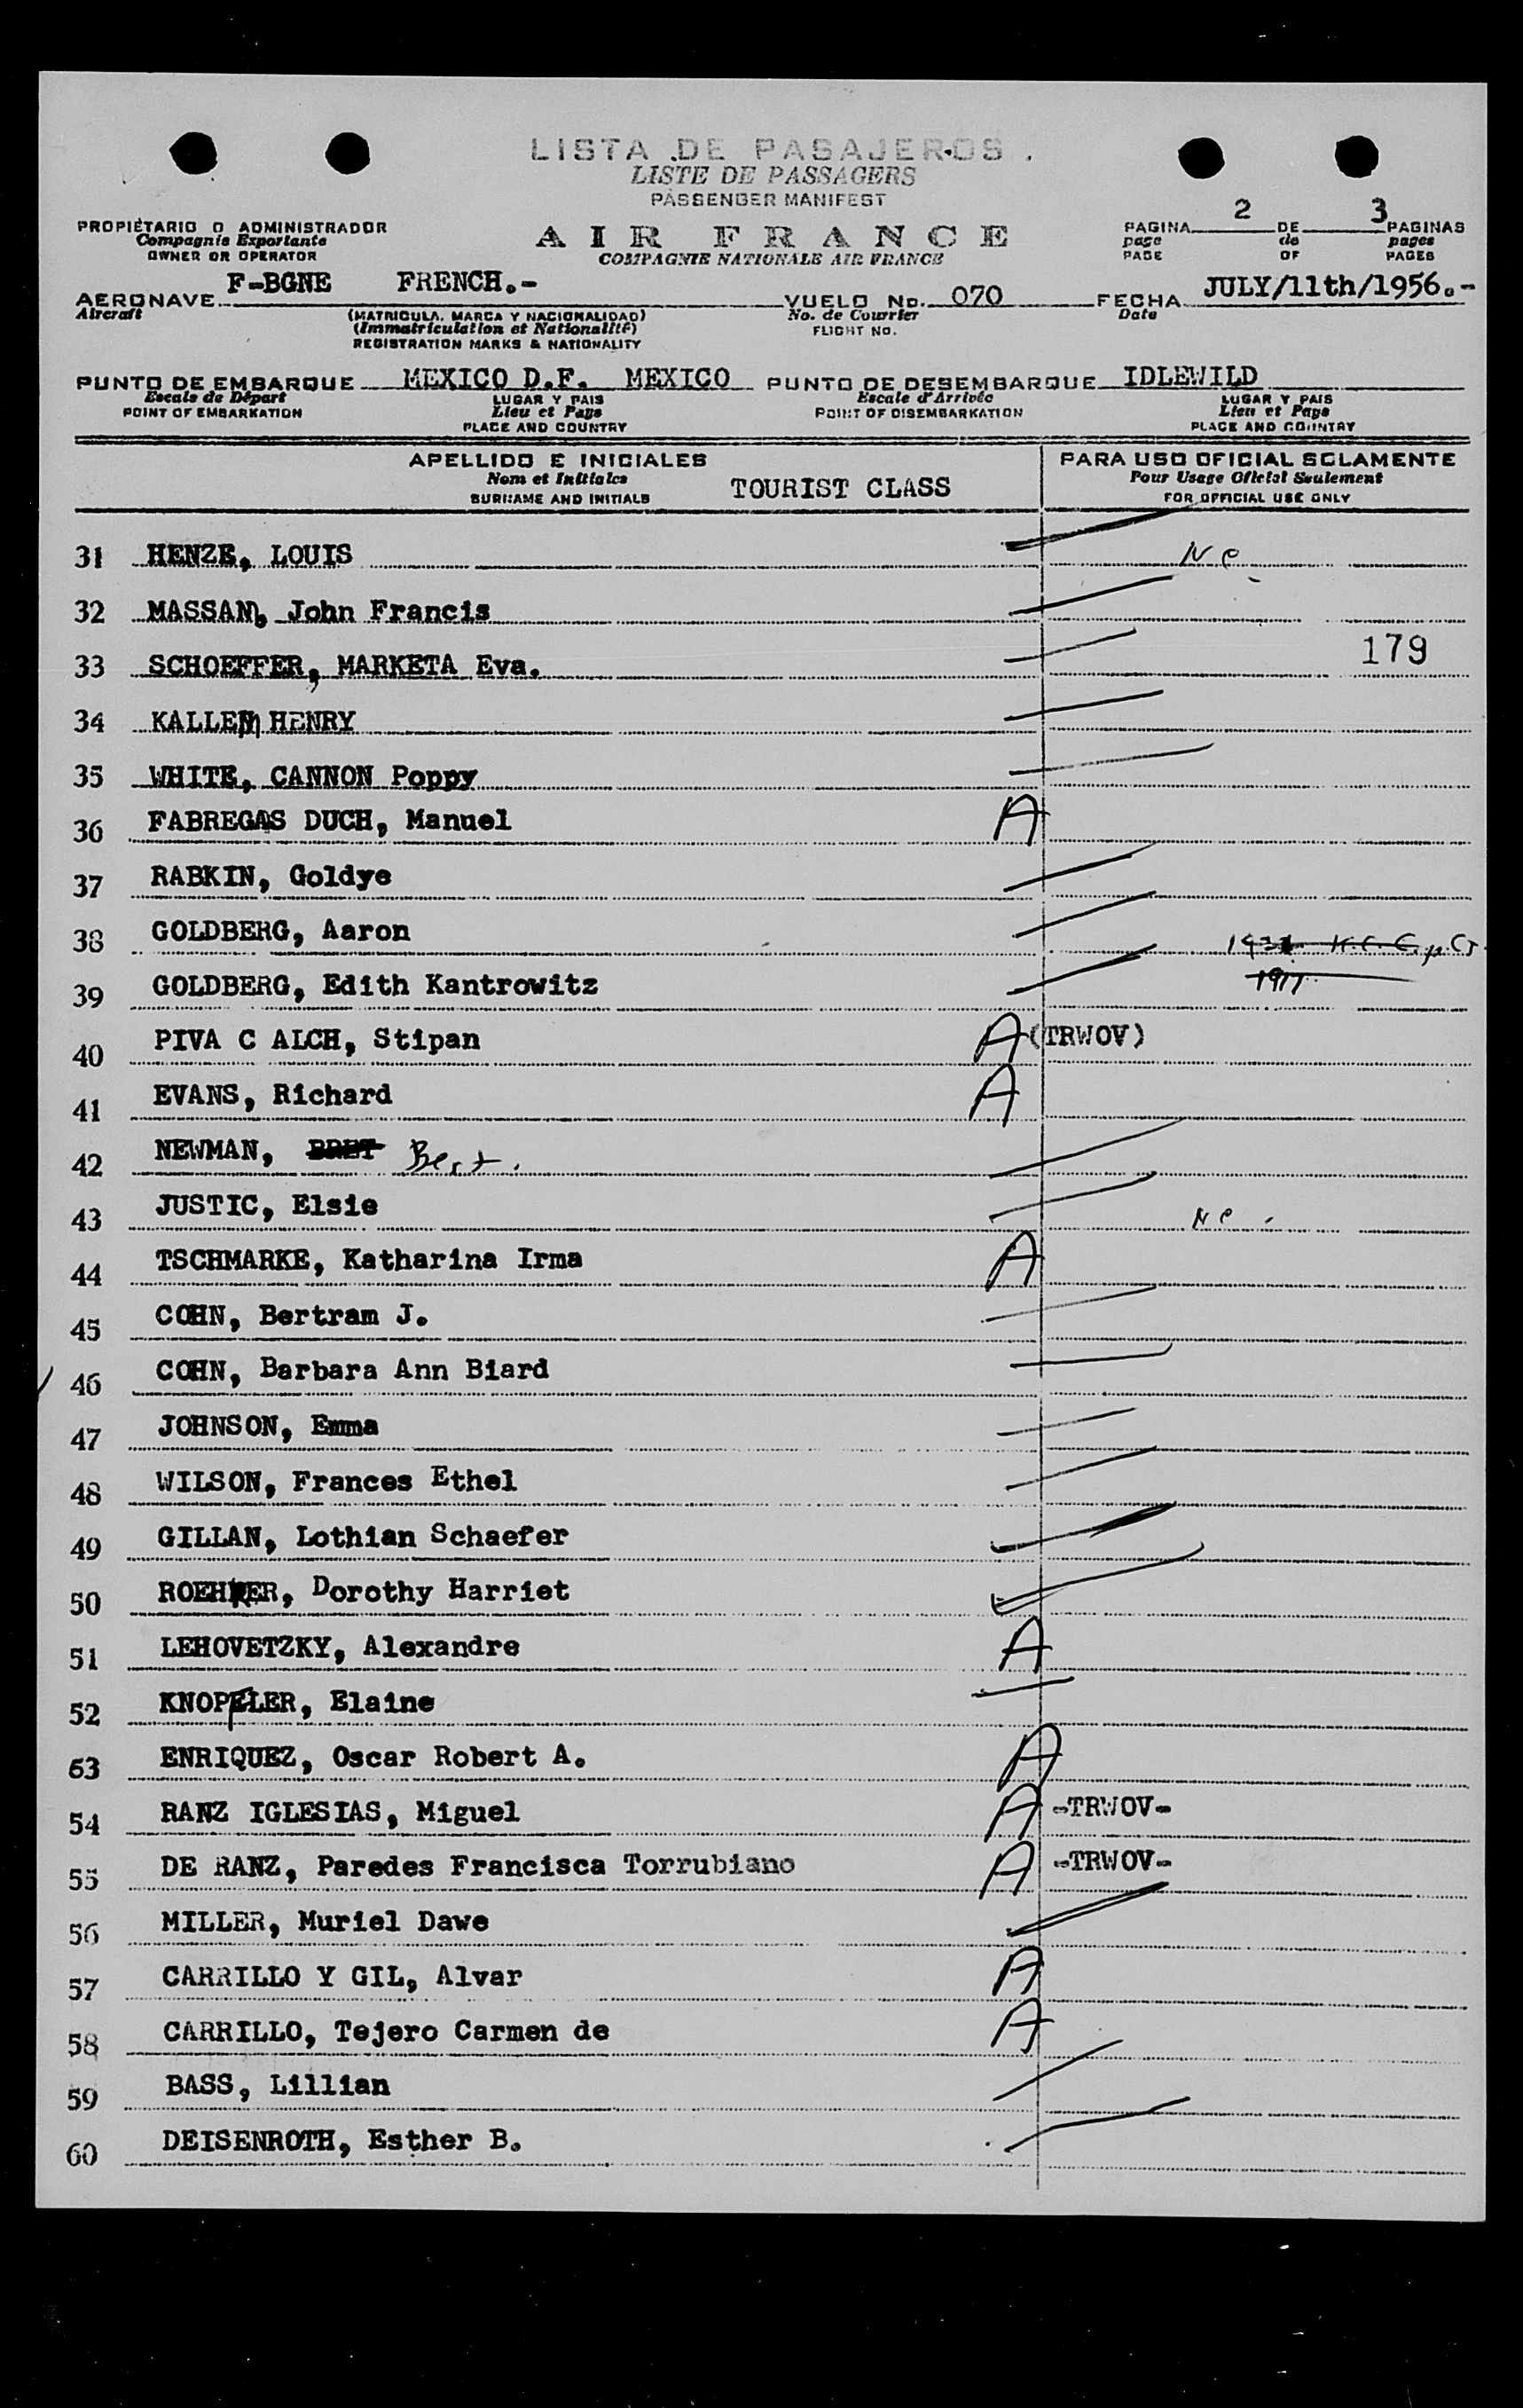 LISTA DE PASAJEROS.
LISTE DE PASSAGERS
PASSENGER MANIFEST
PROPIETARIO O ADMINISTRADOR
Compagnie Exportante
OWNER OR OPERATOR
AIR FRANCE
COMPAGNIE NATIONALE AIR FRANCE
PAGINA 2 DE 3 PAGINAS
page de pages
PAGE OF PAGES
AERONAVE F-BGNE FRENCH.- VUELO No. 070 FECHA JULY/11th/1956.-
Aircraft (MATRICULA, MARCA Y NACIONALIDAD) No. de Courrier Date
(Immatriculation et Nationalité) FLIGHT NO.
REGISTRATION MARKS & NATIONALITY
PUNTO DE EMBARQUE MEXICO D.F. MEXICO PUNTO DE DESEMBARQUE IDLEWILD
Escale de Départ LUGAR Y PAIS Escale d'Arrivée LUGAR Y PAIS
POINT OF EMBARKATION Lieu et Pays POINT OF DISEMBARKATION Lieu et Pays
PLACE AND COUNTRY PLACE AND COUNTRY
APELLIDO E INICIALES PARA USO OFICIAL SOLAMENTE
Nom et Initiales TOURIST CLASS Pour Usage Officiel Seulement
SURNAME AND INITIALS FOR OFFICIAL USE ONLY
31 HENZE, LOUIS Ne
32 MASSAN, John Francis
33 SCHOEFFER, MARKETA Eva. 179
34 KALLEM HENRY
35 WHITE, CANNON Poppy
36 FABREGAS DUCH, Manuel A
37 RABKIN, Goldye
38 GOLDBERG, Aaron
39 GOLDBERG, Edith Kantrowitz
40 PIVA C ALCH, Stipan A (TRWOV)
41 EVANS, Richard A
42 NEWMAN, BRET Bert.
43 JUSTIC, Elsie Ne
44 TSCHMARKE, Katharina Irma A
45 COHN, Bertram J.
46 COHN, Barbara Ann Biard
47 JOHNSON, Emma
48 WILSON, Frances Ethel
49 GILLAN, Lothian Schaefer
50 ROEHRER, Dorothy Harriet
51 LEHOVETZKY, Alexandre A
52 KNOPFLER, Elaine
53 ENRIQUEZ, Oscar Robert A. A
54 RANZ IGLESIAS, Miguel A -TRWOV-
55 DE RANZ, Paredes Francisca Torrubiano A -TRWOV-
56 MILLER, Muriel Dawe
57 CARRILLO Y GIL, Alvar A
58 CARRILLO, Tejero Carmen de A
59 BASS, Lillian
60 DEISENROTH, Esther B.